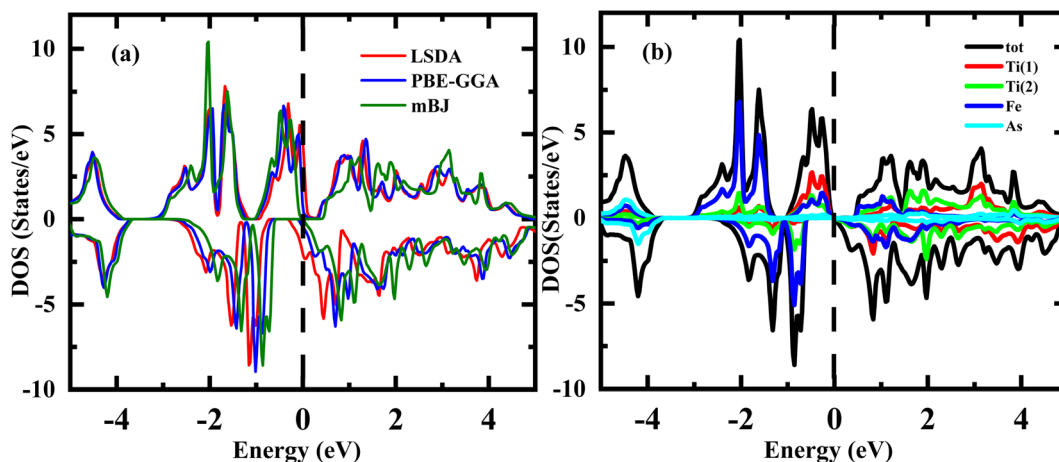 (a)
LSDA
PBE-GGA
mBJ
10
5
0
-5
-10
DOS (States/eV)
-4
-2
0
2
4
Energy (eV)
(b)
tot
Ti(1)
Ti(2)
Fe
As
10
5
0
-5
-10
DOS(States/eV)
-4
-2
0
2
4
Energy (eV)